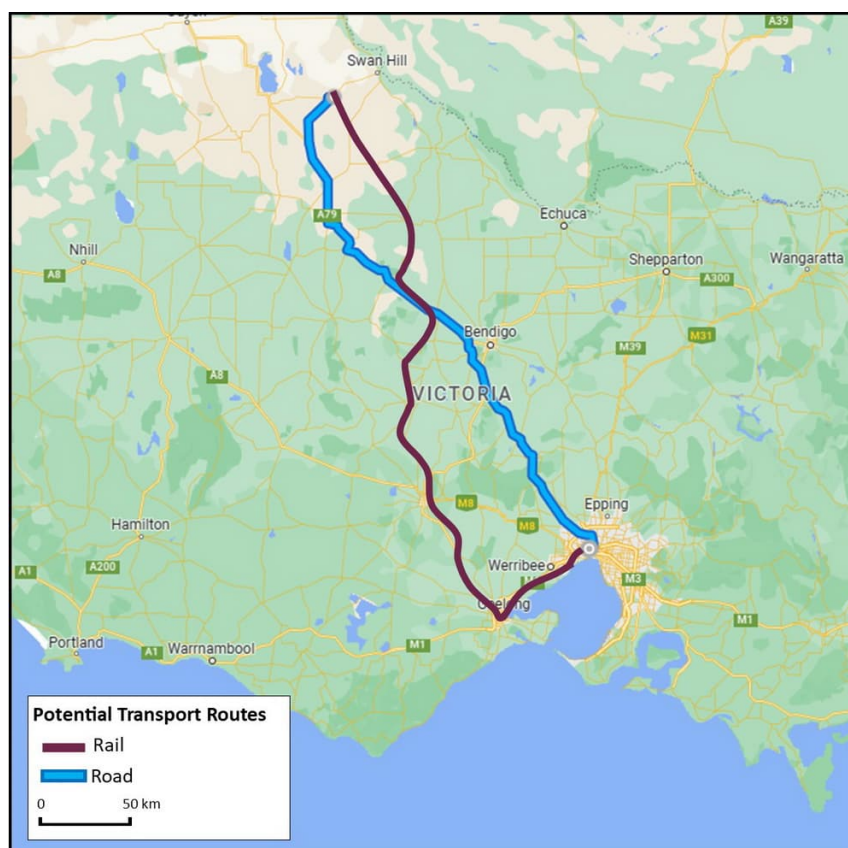 A39
Swan Hill
A79
Echuca
Nhill
A8
Shepparton
A300
Wangaratta
Bendigo
M31
M39
A8
VICTORIA
M8
Epping
M8
Hamilton
Werribee
A1
A200
M3
Geelong
M1
M1
Portland
A1
Warrnambool
Potential Transport Routes
Rail
Road
0 50 km